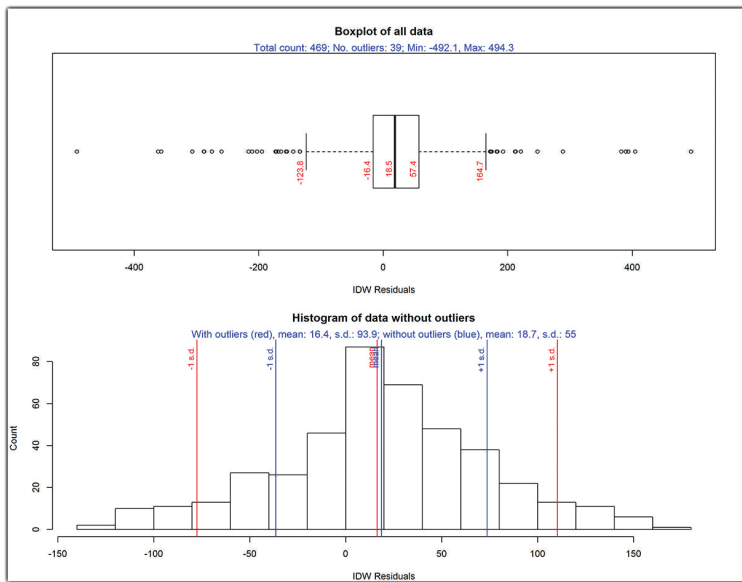 Boxplot of all data
Total count: 469; No. outliers: 39; Min: -492.1, Max: 494.3
-123.8
-16.4
18.5
57.4
164.7
-400 -200 0 200 400
IDW Residuals
Histogram of data without outliers
With outliers (red), mean: 16.4, s.d.: 93.9; without outliers (blue), mean: 18.7, s.d.: 55
-1 s.d.
-1 s.d.
mean
mean
+1 s.d.
+1 s.d.
80
60
40
20
0
Count
-150 -100 -50 0 50 100 150
IDW Residuals